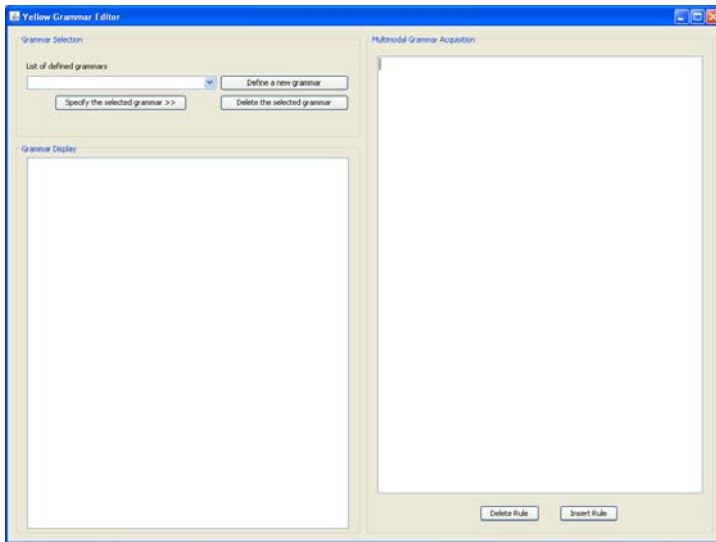 Yellow Grammar Editor
Grammar Selection
List of defined grammars
Define a new grammar
Specify the selected grammar >>
Delete the selected grammar
Grammar Display
Multimodal Grammar Acquisition
Delete Rule
Insert Rule